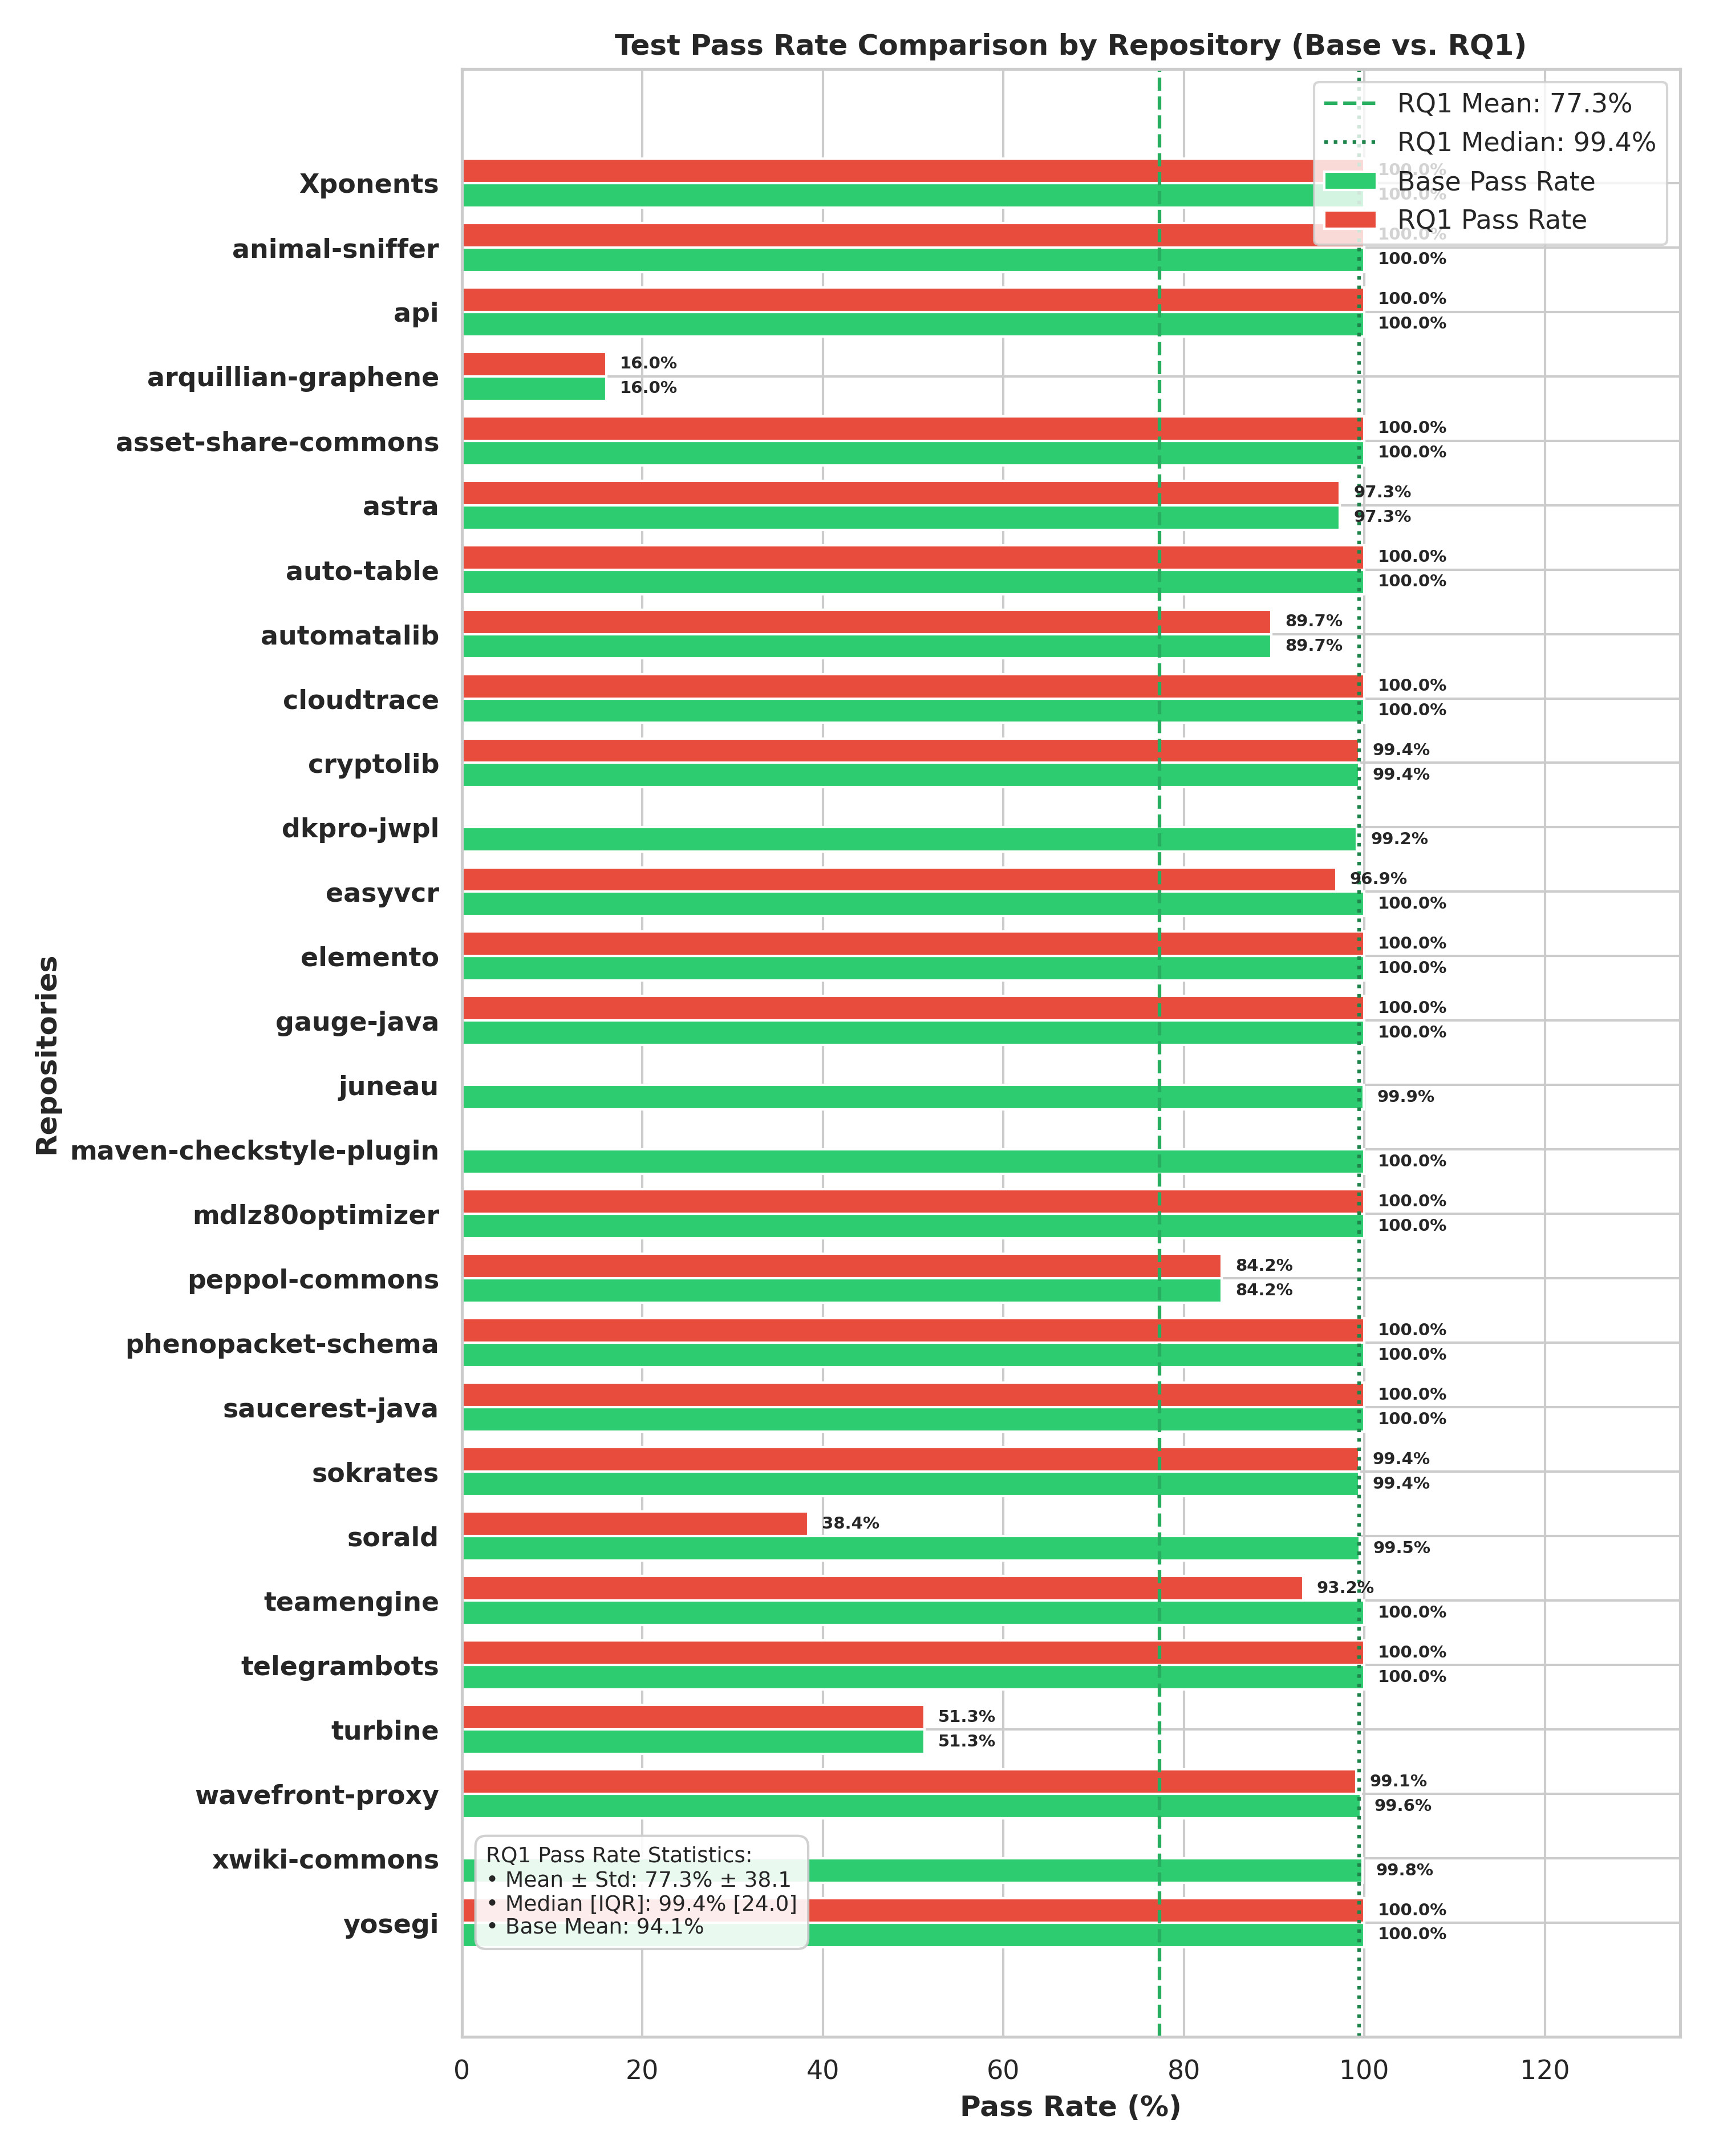 Test Pass Rate Comparison by Repository (Base vs. RQ1)
RQ1 Mean: 77.3%
RQ1 Median: 99.4%
Base Pass Rate
RQ1 Pass Rate
Repositories
Xponents
100.0%
100.0%
animal-sniffer
100.0%
100.0%
api
100.0%
100.0%
arquillian-graphene
16.0%
16.0%
asset-share-commons
100.0%
100.0%
astra
97.3%
97.3%
auto-table
100.0%
100.0%
automatalib
89.7%
89.7%
cloudtrace
100.0%
100.0%
cryptolib
99.4%
99.4%
dkpro-jwpl
99.2%
easyvcr
96.9%
100.0%
elemento
100.0%
100.0%
gauge-java
100.0%
100.0%
juneau
99.9%
maven-checkstyle-plugin
100.0%
mdlz80optimizer
100.0%
100.0%
peppol-commons
84.2%
84.2%
phenopacket-schema
100.0%
100.0%
saucerest-java
100.0%
100.0%
sokrates
99.4%
99.4%
sorald
38.4%
99.5%
teamengine
93.2%
100.0%
telegrambots
100.0%
100.0%
turbine
51.3%
51.3%
wavefront-proxy
99.1%
99.6%
xwiki-commons
99.8%
yosegi
100.0%
100.0%
RQ1 Pass Rate Statistics:
• Mean ± Std: 77.3% ± 38.1
• Median [IQR]: 99.4% [24.0]
• Base Mean: 94.1%
0 20 40 60 80 100 120
Pass Rate (%)